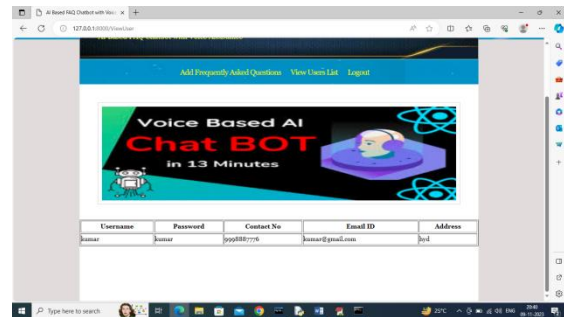 AI Based FAQ Chatbot with Voic
127.0.0.1:8000/ViewUser
Add Frequently Asked Questions View Users List Logout
Voice Based AI
Chat BOT
in 13 Minutes
Username Password Contact No Email ID Address
kumar kumar 9998887776 kumar@gmail.com hyd
Type here to search
25°C
ENG